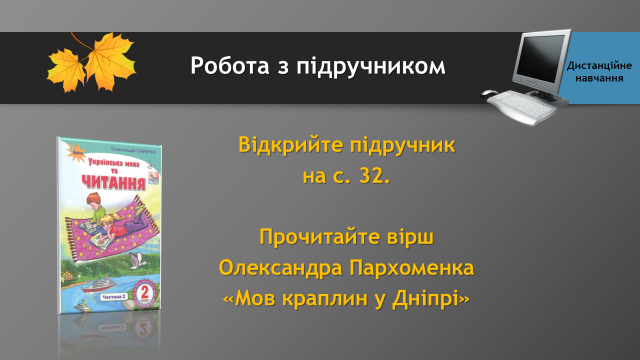 Робота з підручником
Дистанційне
навчання
Відкрийте підручник
на с. 32.
Прочитайте вірш
Олександра Пархоменка
«Мов краплин у Дніпрі»
Українська мова
та
ЧИТАННЯ
Частина 2
2